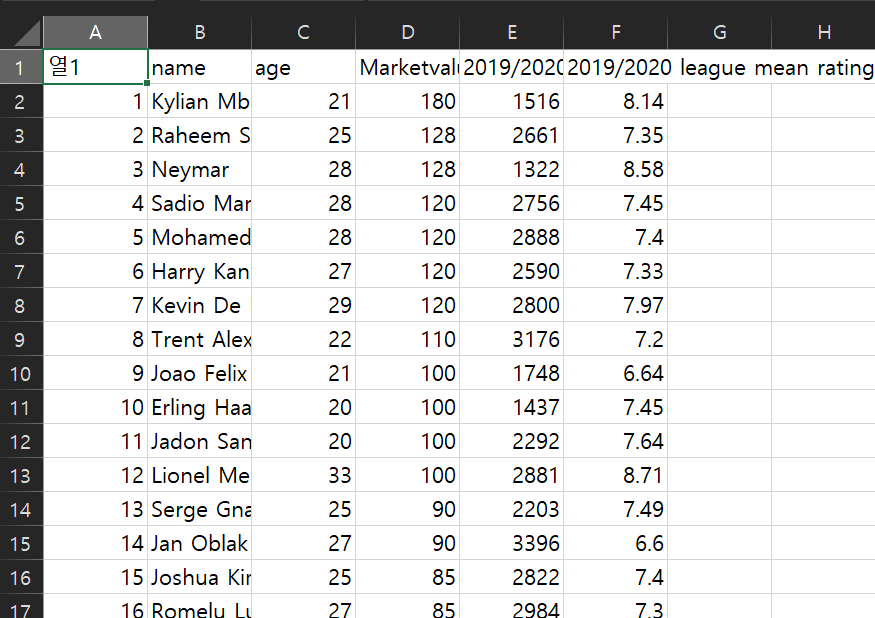 A B C D E F G H
1 열1 name age Marketvalu 2019/2020 2019/2020 league mean rating
2 1 Kylian Mb 21 180 1516 8.14
3 2 Raheem S 25 128 2661 7.35
4 3 Neymar 28 128 1322 8.58
5 4 Sadio Mar 28 120 2756 7.45
6 5 Mohamed 28 120 2888 7.4
7 6 Harry Kan 27 120 2590 7.33
8 7 Kevin De 29 120 2800 7.97
9 8 Trent Alex 22 110 3176 7.2
10 9 Joao Felix 21 100 1748 6.64
11 10 Erling Haa 20 100 1437 7.45
12 11 Jadon San 20 100 2292 7.64
13 12 Lionel Me 33 100 2881 8.71
14 13 Serge Gna 25 90 2203 7.49
15 14 Jan Oblak 27 90 3396 6.6
16 15 Joshua Kir 25 85 2822 7.4
17 16 Romelu Lu 27 85 2984 7.3